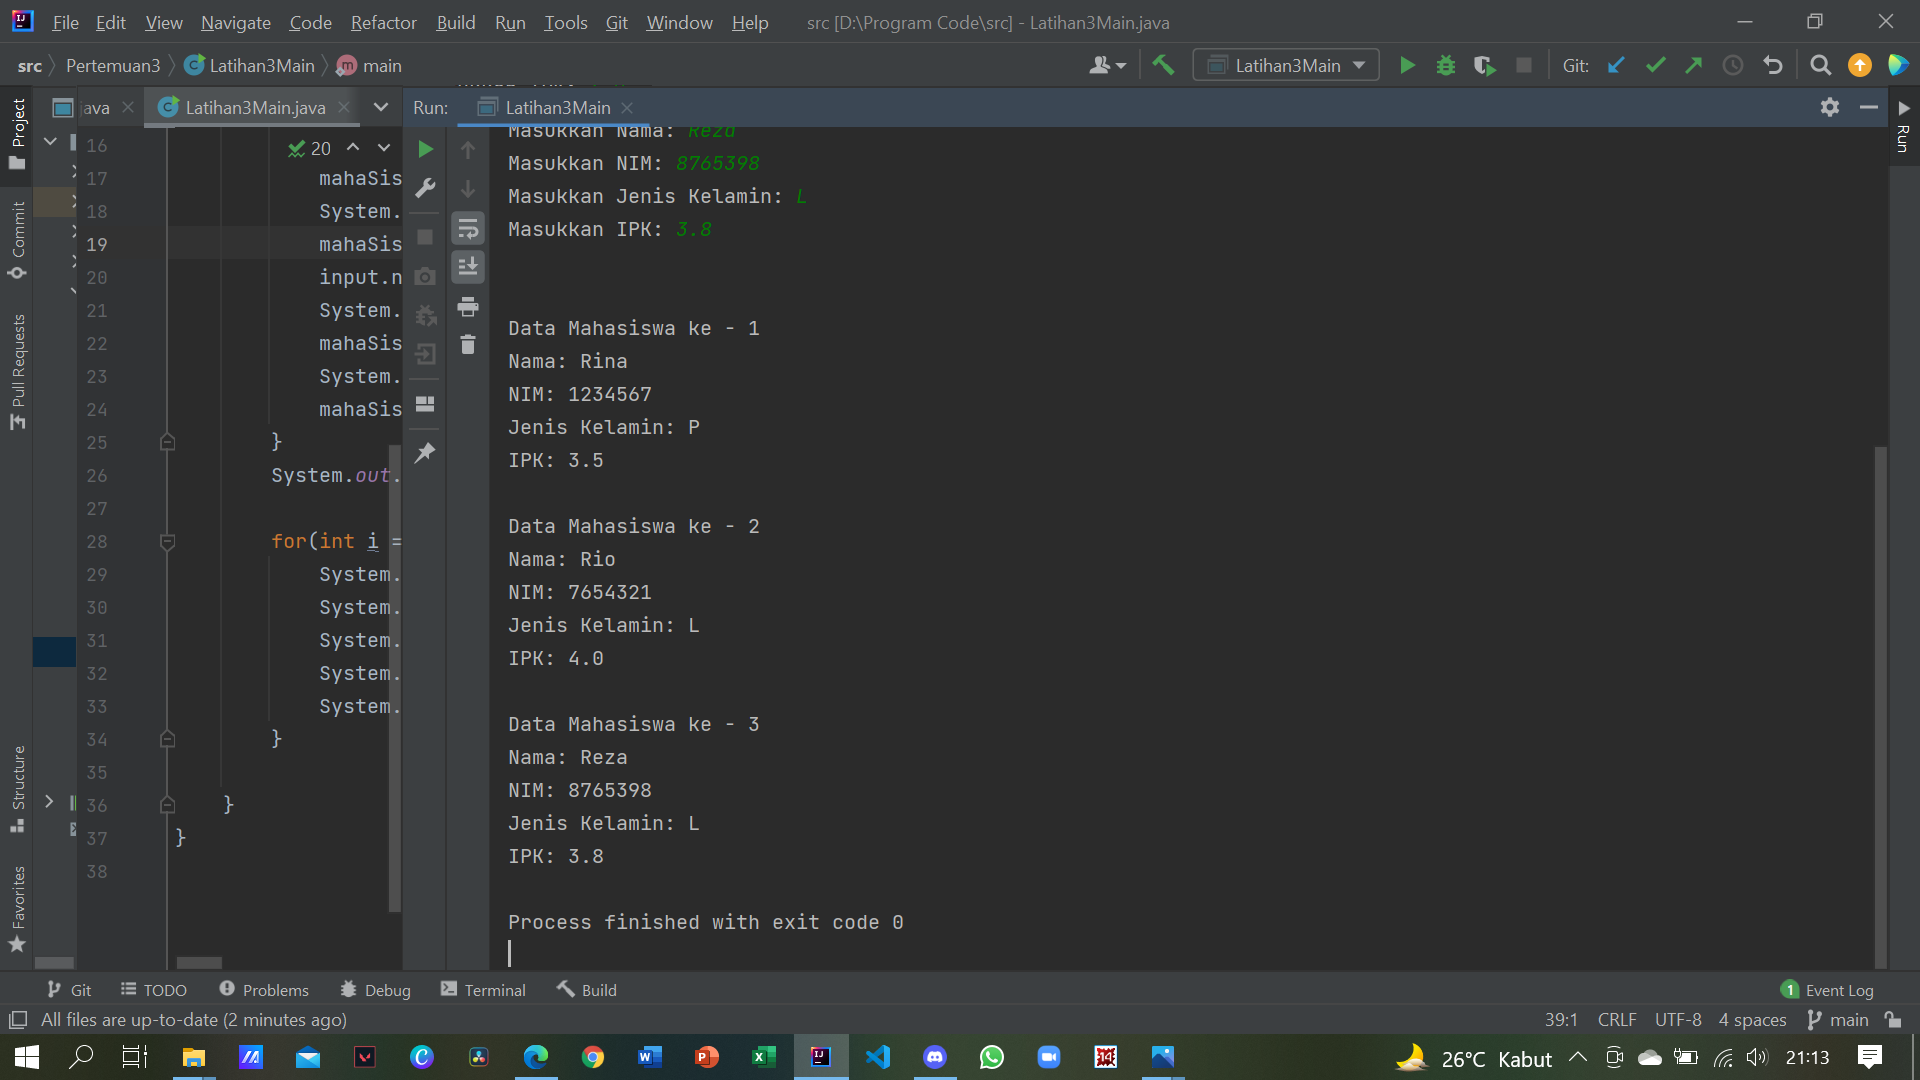 File Edit View Navigate Code Refactor Build Run Tools Git Window Help src [D:\Program Code\src] - Latihan3Main.java
src Pertemuan3 Latihan3Main main Latihan3Main Git:
java Latihan3Main.java Run: Latihan3Main
Project
Commit
Pull Requests
Structure
Favorites
Run
20
16
17 mahaSis
18 System.
19 mahaSis
20 input.n
21 System.
22 mahaSis
23 System.
24 mahaSis
25 }
26 System.out.
27
28 for(int i =
29 System.
30 System.
31 System.
32 System.
33 System.
34 }
35
36 }
37 }
38
Masukkan Nama: Reza
Masukkan NIM: 8765398
Masukkan Jenis Kelamin: L
Masukkan IPK: 3.8
Data Mahasiswa ke - 1
Nama: Rina
NIM: 1234567
Jenis Kelamin: P
IPK: 3.5
Data Mahasiswa ke - 2
Nama: Rio
NIM: 7654321
Jenis Kelamin: L
IPK: 4.0
Data Mahasiswa ke - 3
Nama: Reza
NIM: 8765398
Jenis Kelamin: L
IPK: 3.8
Process finished with exit code 0
Git TODO Problems Debug Terminal Build 1 Event Log
All files are up-to-date (2 minutes ago) 39:1 CRLF UTF-8 4 spaces main
26°C Kabut 21:13